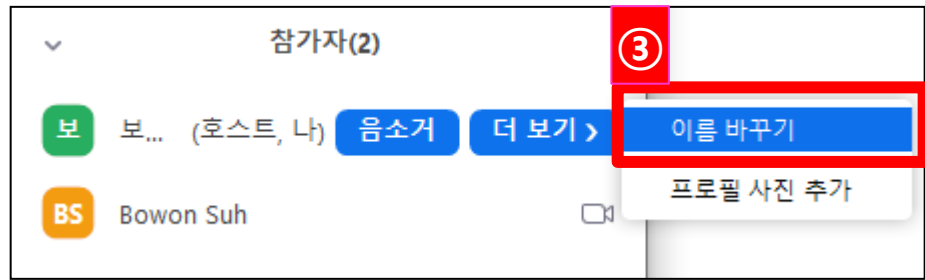 참가자(2)
③
보 보... (호스트, 나) 음소거 더 보기 >
이름 바꾸기
프로필 사진 추가
BS Bowon Suh